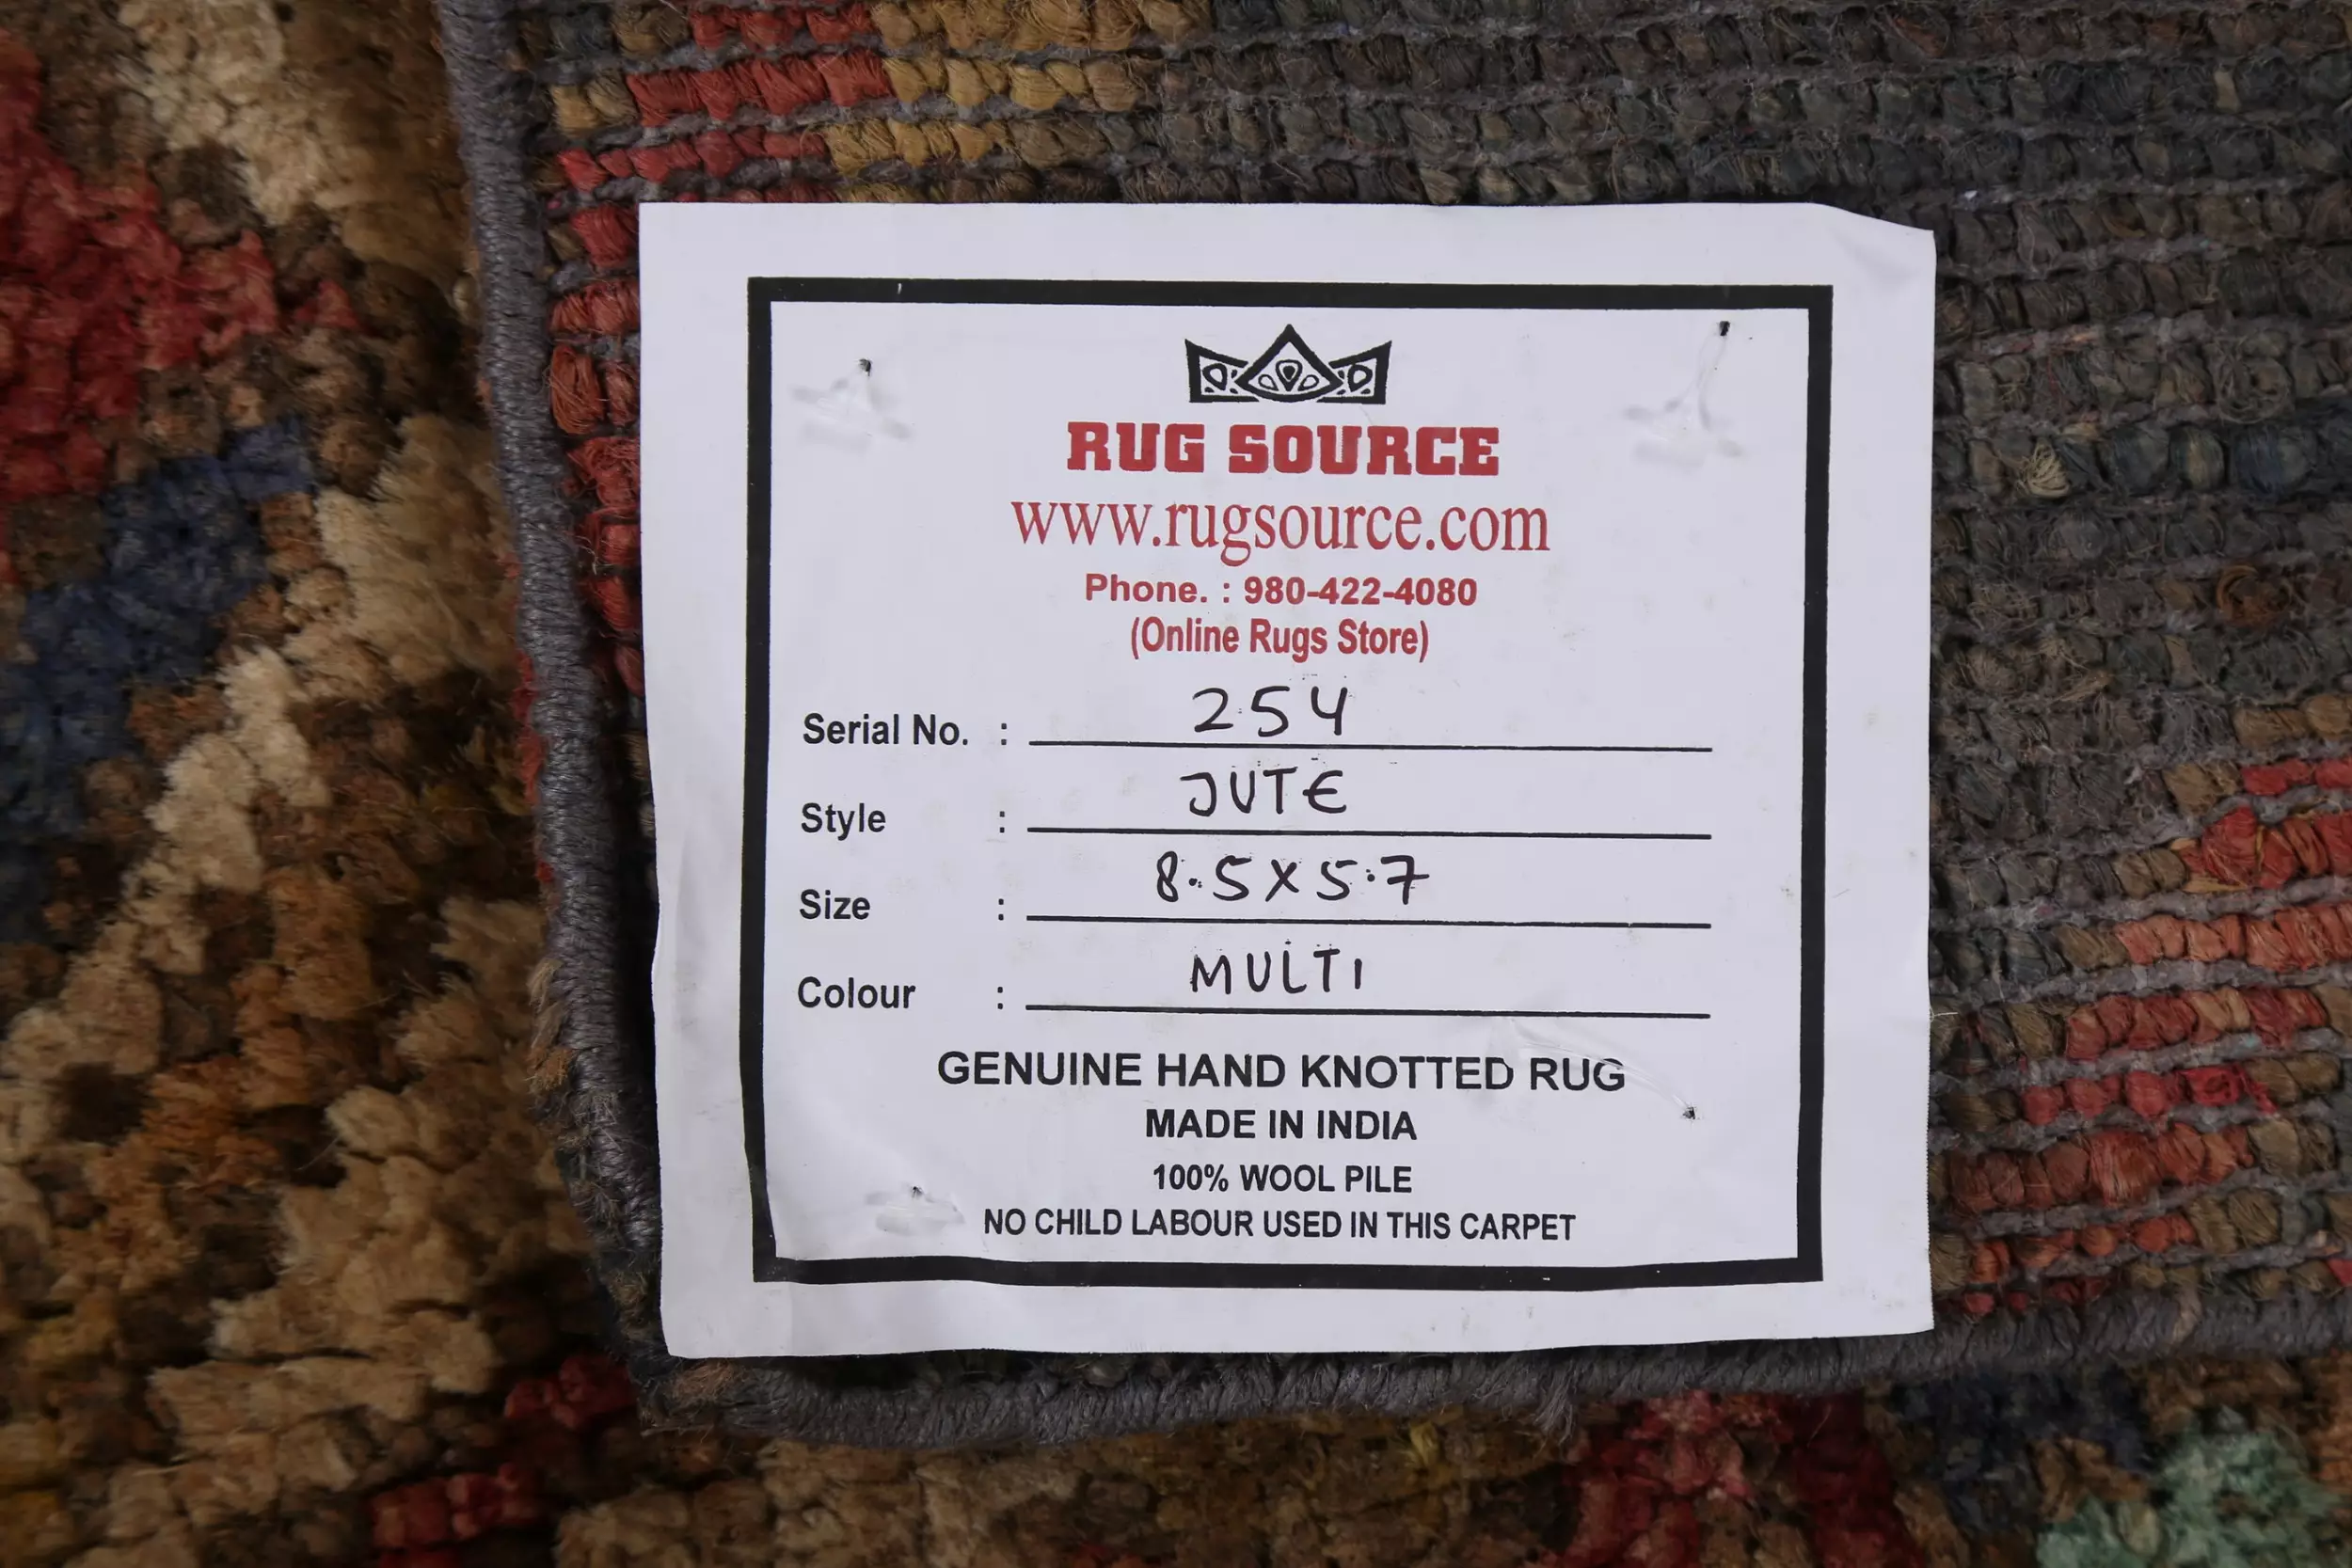 RUG SOURCE
www.rugsource.com
Phone. : 980-422-4080
(Online Rugs Store)
Serial No. : 254
Style : JUTE
Size : 8.5X5.7
Colour : MULTI
GENUINE HAND KNOTTED RUG
MADE IN INDIA
100% WOOL PILE
NO CHILD LABOUR USED IN THIS CARPET